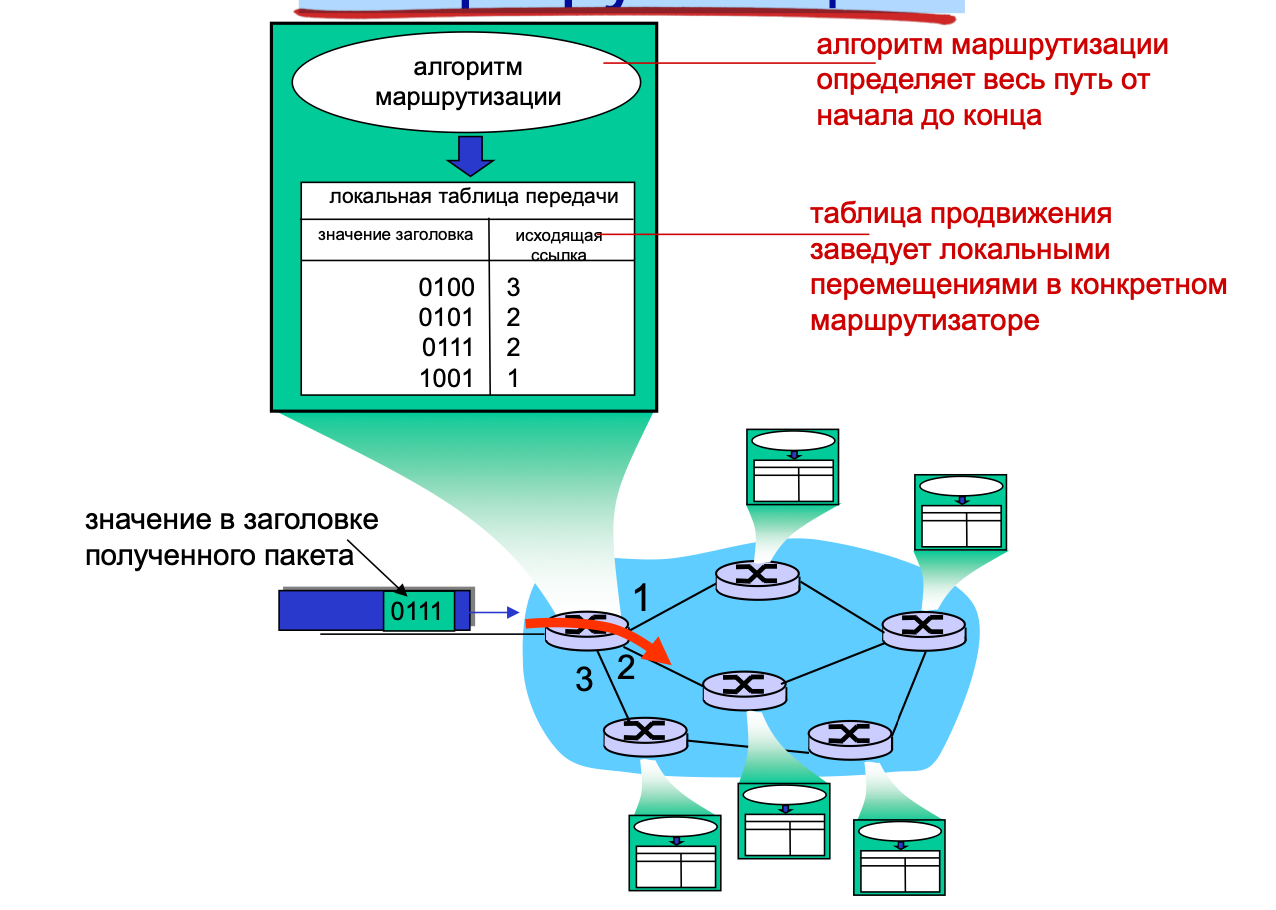 алгоритм
маршрутизации
алгоритм маршрутизации
определяет весь путь от
начала до конца
локальная таблица передачи
значение заголовка
исходящая
ссылка
0100 3
0101 2
0111 2
1001 1
таблица продвижения
заведует локальными
перемещениями в конкретном
маршрутизаторе
значение в заголовке
полученного пакета
0111
1
2
3